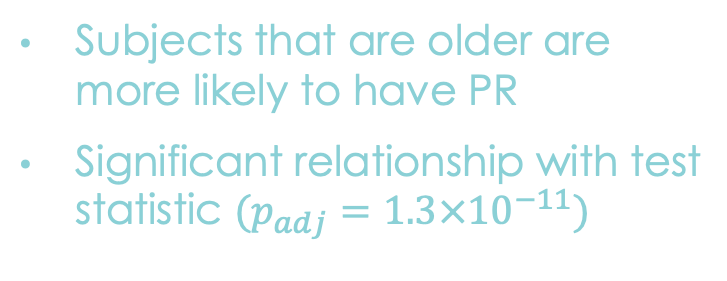 • Subjects that are older are
more likely to have PR
• Significant relationship with test
statistic (𝑝𝑎𝑑𝑗 = 1.3×10−11)